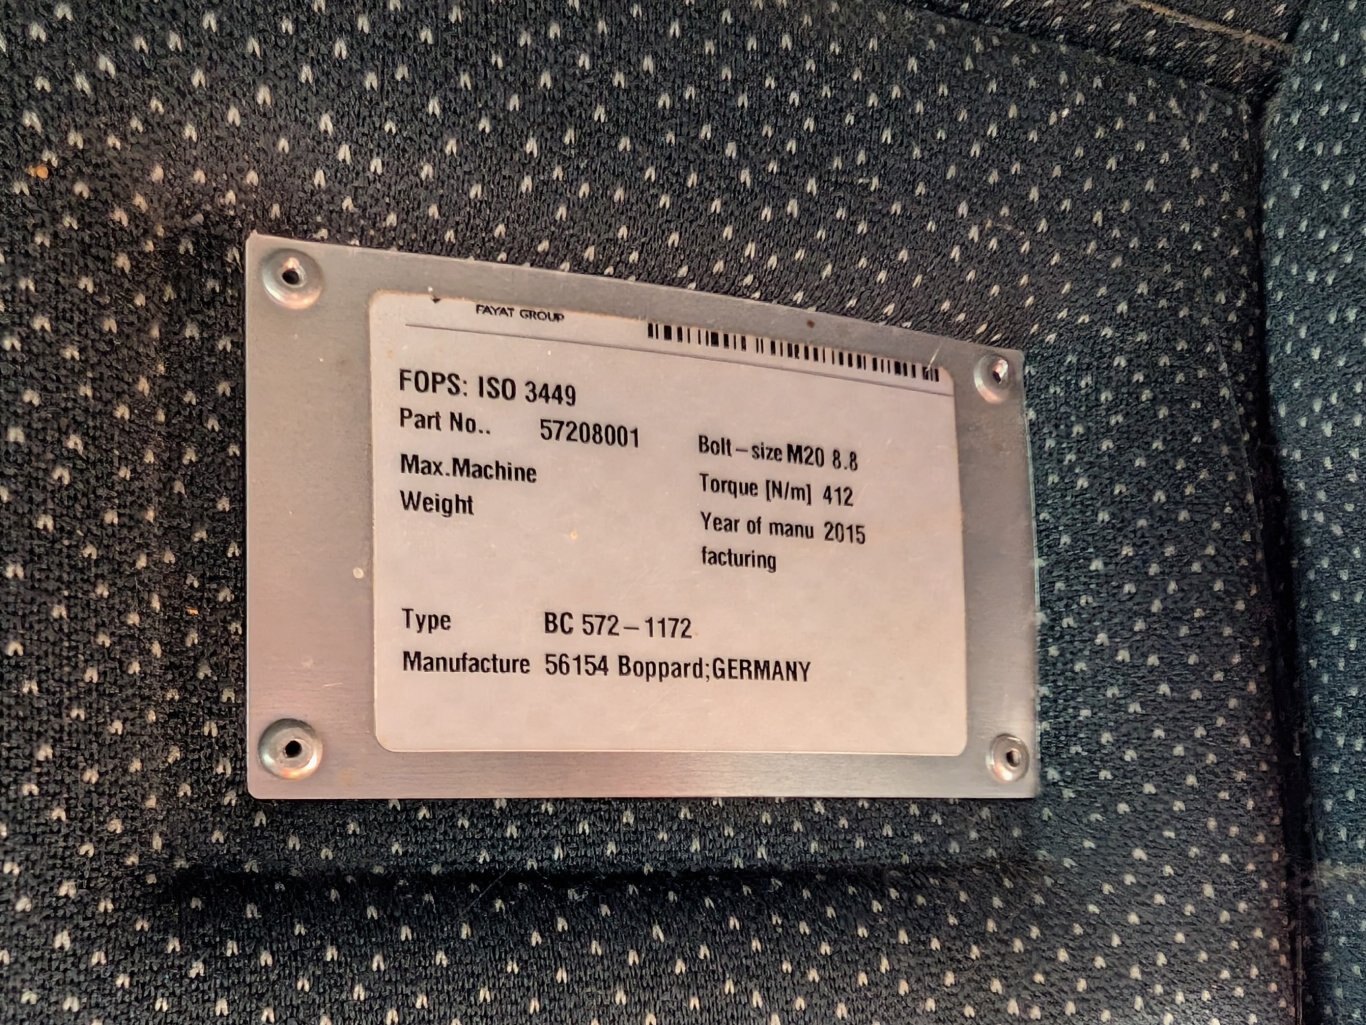 FAYAT GROUP
FOPS: ISO 3449
Part No.. 57208001
Bolt-size M20 8.8
Max.Machine
Weight
Torque [N/m] 412
Year of manu 2015
facturing
Type BC 572-1172
Manufacture 56154 Boppard;GERMANY